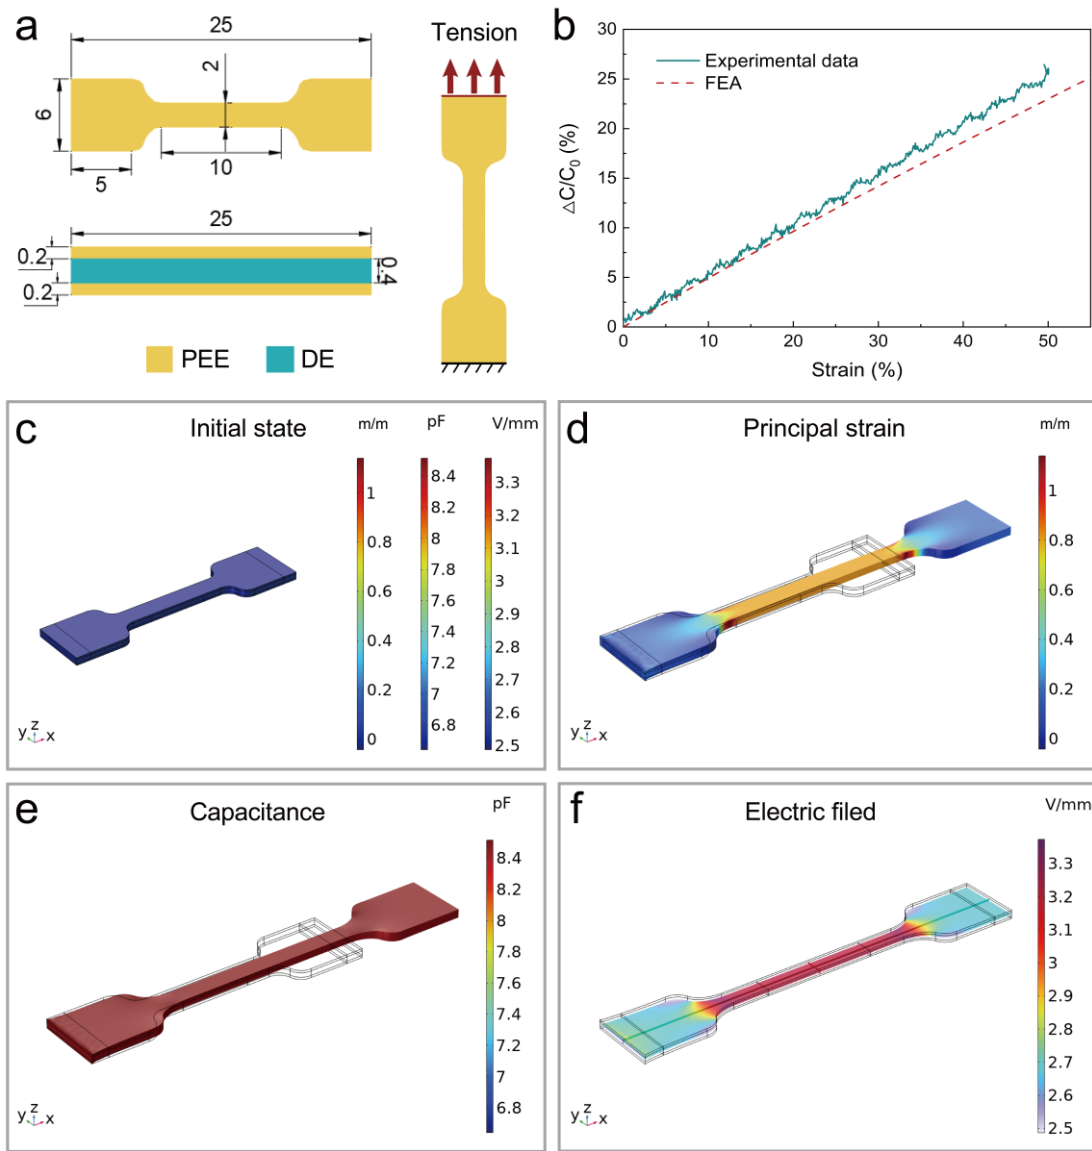 a
25
2
6
10
5
25
0.2
0.4
0.2
PEE
DE
Tension
b
30
25
20
15
10
5
0
ΔC/C₀ (%)
Experimental data
FEA
0
10
20
30
40
50
Strain (%)
c
Initial state
m/m
pF
V/mm
1
0.8
0.6
0.4
0.2
0
8.4
8.2
8
7.8
7.6
7.4
7.2
7
6.8
3.3
3.2
3.1
3
2.9
2.8
2.7
2.6
2.5
y z x
d
Principal strain
m/m
1
0.8
0.6
0.4
0.2
0
y z x
e
Capacitance
pF
8.4
8.2
8
7.8
7.6
7.4
7.2
7
6.8
y z x
f
Electric filed
V/mm
3.3
3.2
3.1
3
2.9
2.8
2.7
2.6
2.5
y z x